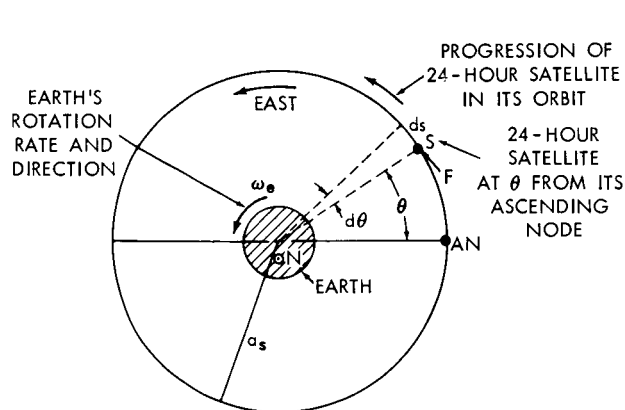 PROGRESSION OF
24-HOUR SATELLITE
IN ITS ORBIT
EARTH'S
ROTATION
RATE AND
DIRECTION
EAST
ds
S
24-HOUR
SATELLITE
AT θ FROM ITS
ASCENDING
NODE
F
ωe
θ
dθ
AN
N
EARTH
as